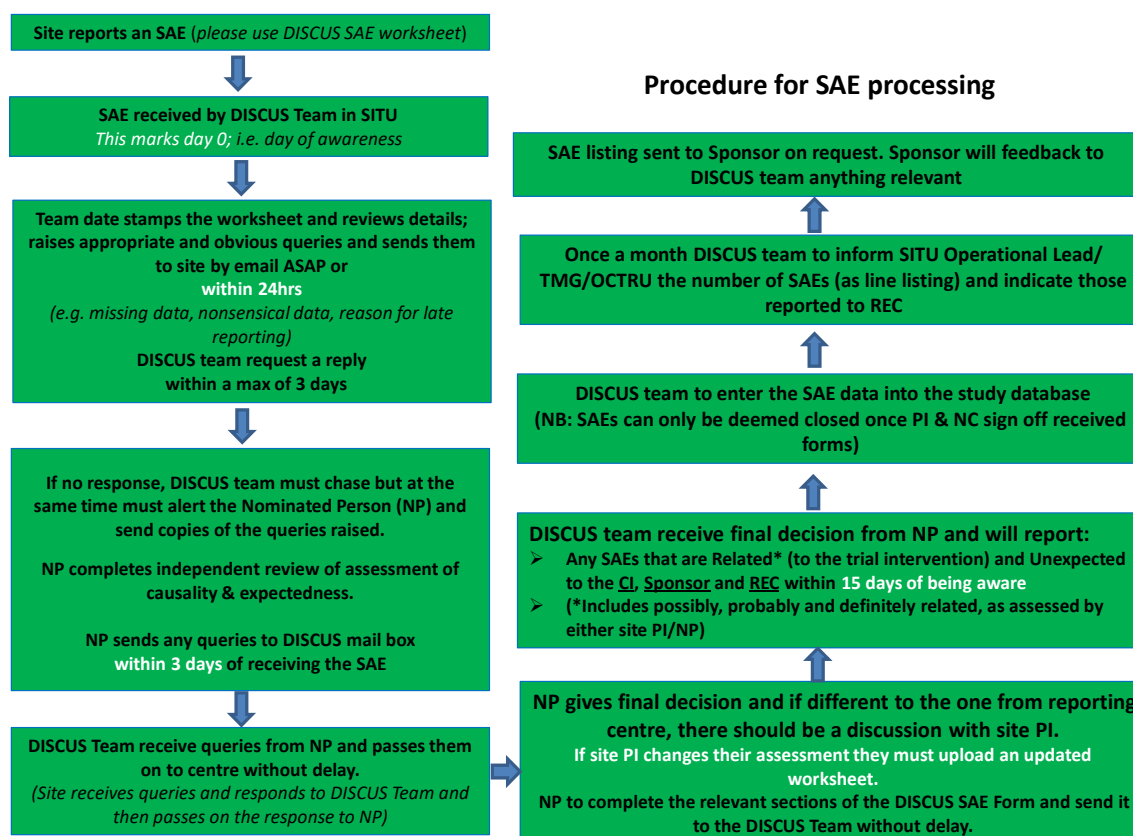 Site reports an SAE (please use DISCUS SAE worksheet)
SAE received by DISCUS Team in SITU
This marks day 0; i.e. day of awareness
Team date stamps the worksheet and reviews details;
raises appropriate and obvious queries and sends them
to site by email ASAP or
within 24hrs
(e.g. missing data, nonsensical data, reason for late
reporting)
DISCUS team request a reply
within a max of 3 days
If no response, DISCUS team must chase but at the
same time must alert the Nominated Person (NP) and
send copies of the queries raised.
NP completes independent review of assessment of
causality & expectedness.
NP sends any queries to DISCUS mail box
within 3 days of receiving the SAE
DISCUS Team receive queries from NP and passes them
on to centre without delay.
(Site receives queries and responds to DISCUS Team and
then passes on the response to NP)
Procedure for SAE processing
SAE listing sent to Sponsor on request. Sponsor will feedback to
DISCUS team anything relevant
Once a month DISCUS team to inform SITU Operational Lead/
TMG/OCTRU the number of SAEs (as line listing) and indicate those
reported to REC
DISCUS team to enter the SAE data into the study database
(NB: SAEs can only be deemed closed once PI & NC sign off received
forms)
DISCUS team receive final decision from NP and will report:
➢ Any SAEs that are Related* (to the trial intervention) and Unexpected
to the CI, Sponsor and REC within 15 days of being aware
➢ (*Includes possibly, probably and definitely related, as assessed by
either site PI/NP)
NP gives final decision and if different to the one from reporting
centre, there should be a discussion with site PI.
If site PI changes their assessment they must upload an updated
worksheet.
NP to complete the relevant sections of the DISCUS SAE Form and send it
to the DISCUS Team without delay.